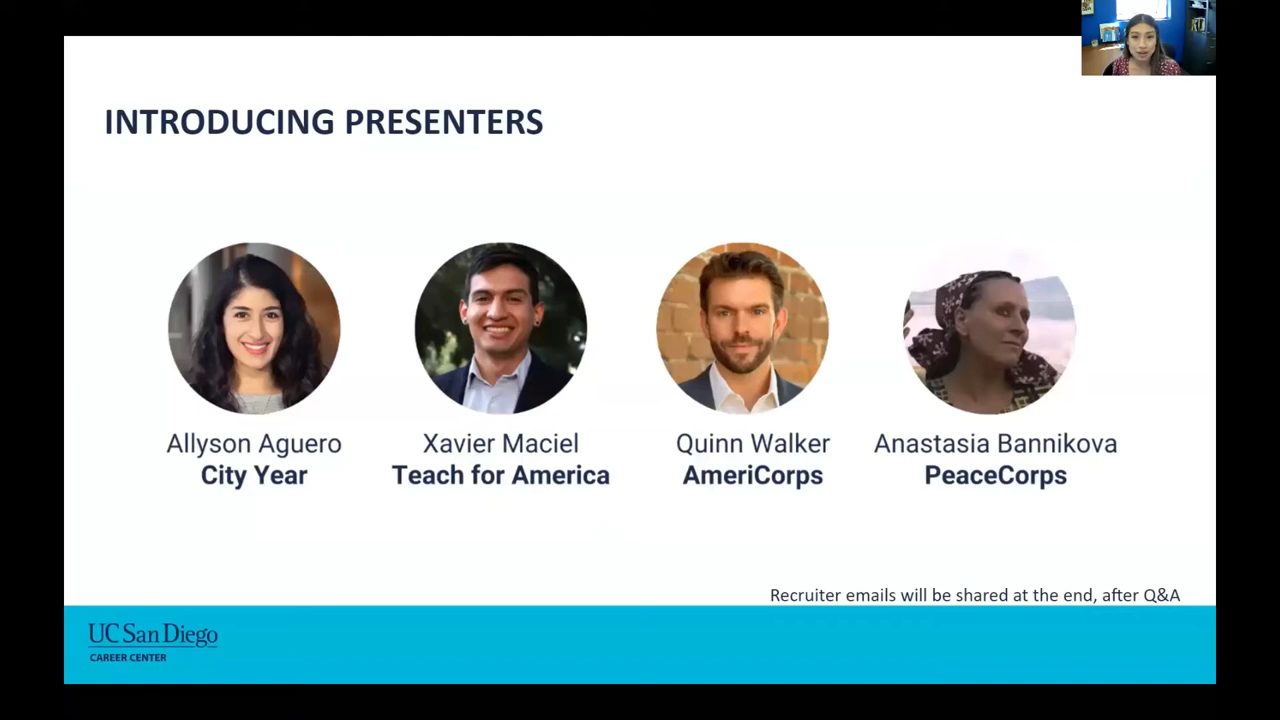 INTRODUCING PRESENTERS
Allyson Aguero
City Year
Xavier Maciel
Teach for America
Quinn Walker
AmeriCorps
Anastasia Bannikova
PeaceCorps
Recruiter emails will be shared at the end, after Q&A
UC San Diego
CAREER CENTER